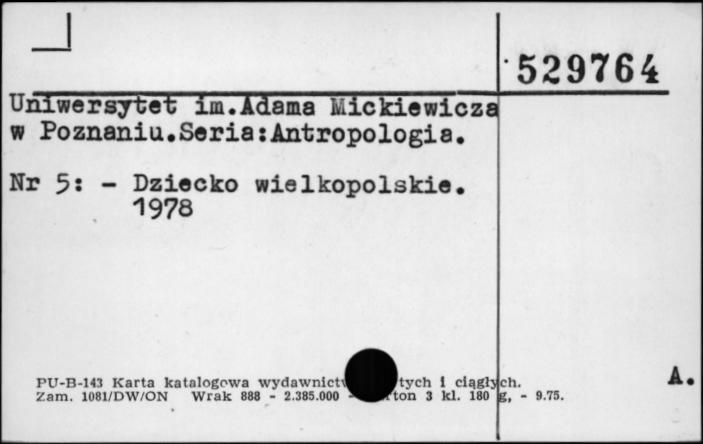 529764
Uniwersytet im.Adama Mickiewicza
w Poznaniu.Seria:Antropologia.
Nr 5: - Dziecko wielkopolskie.
1978
A.
PU-B-143 Karta katalogowa wydawnict tych i ciągłych.
Zam. 1081/DW/ON Wrak 888 - 2.385.000 - rton 3 kl. 180 g, - 9.75.